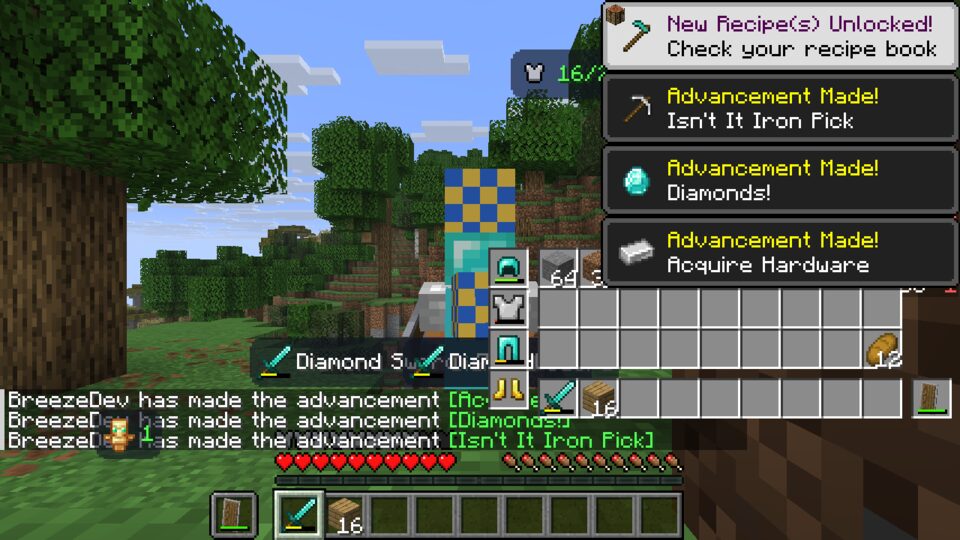 New Recipe(s) Unlocked!
Check your recipe book
16/
Advancement Made!
Isn't It Iron Pick
Advancement Made!
Diamonds!
Advancement Made!
Acquire Hardware
64
12
Diamond
16
BreezeDev has made the advancement
BreezeDev has made the advancement [Diamonds!]
has made the advancement [Isn't It Iron Pick]
1
16